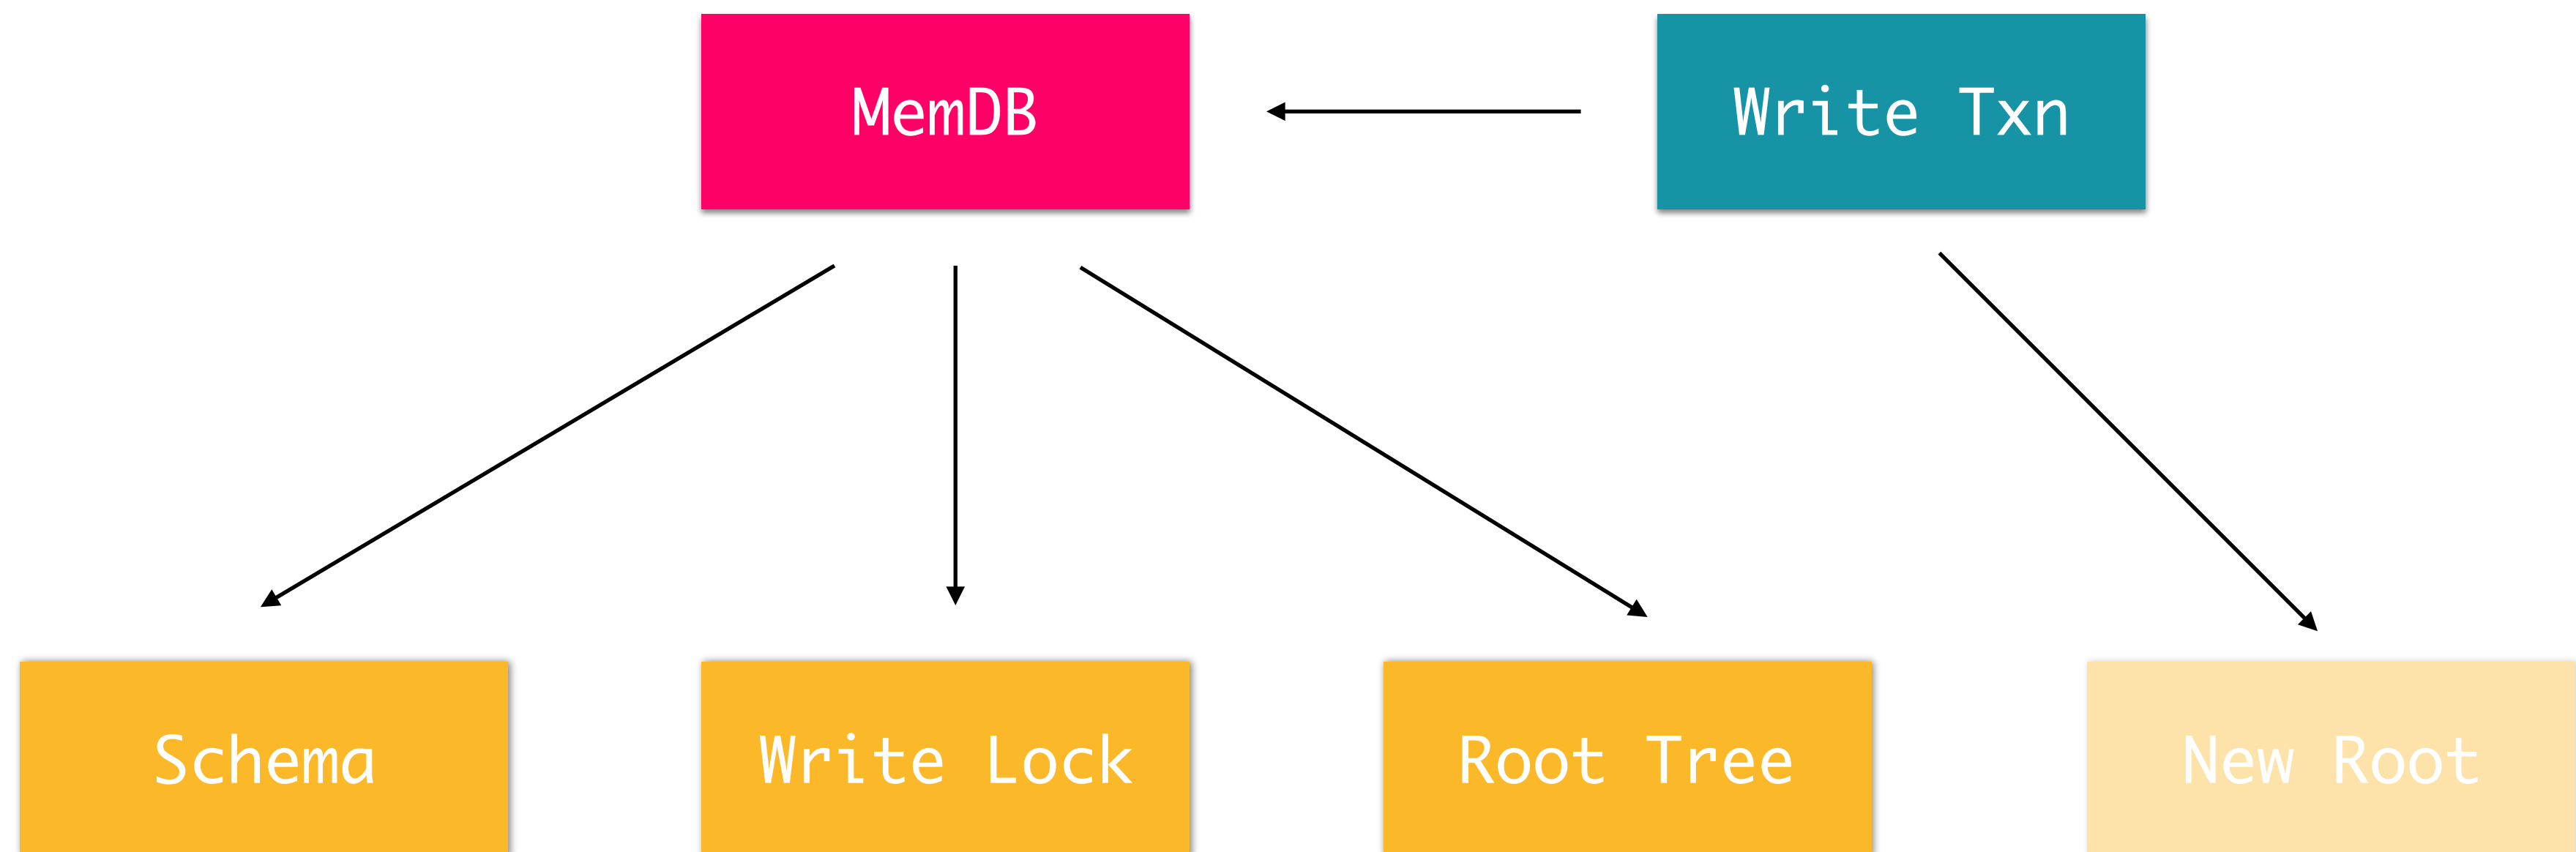 MemDB
Write Txn
Schema
Write Lock
Root Tree
New Root